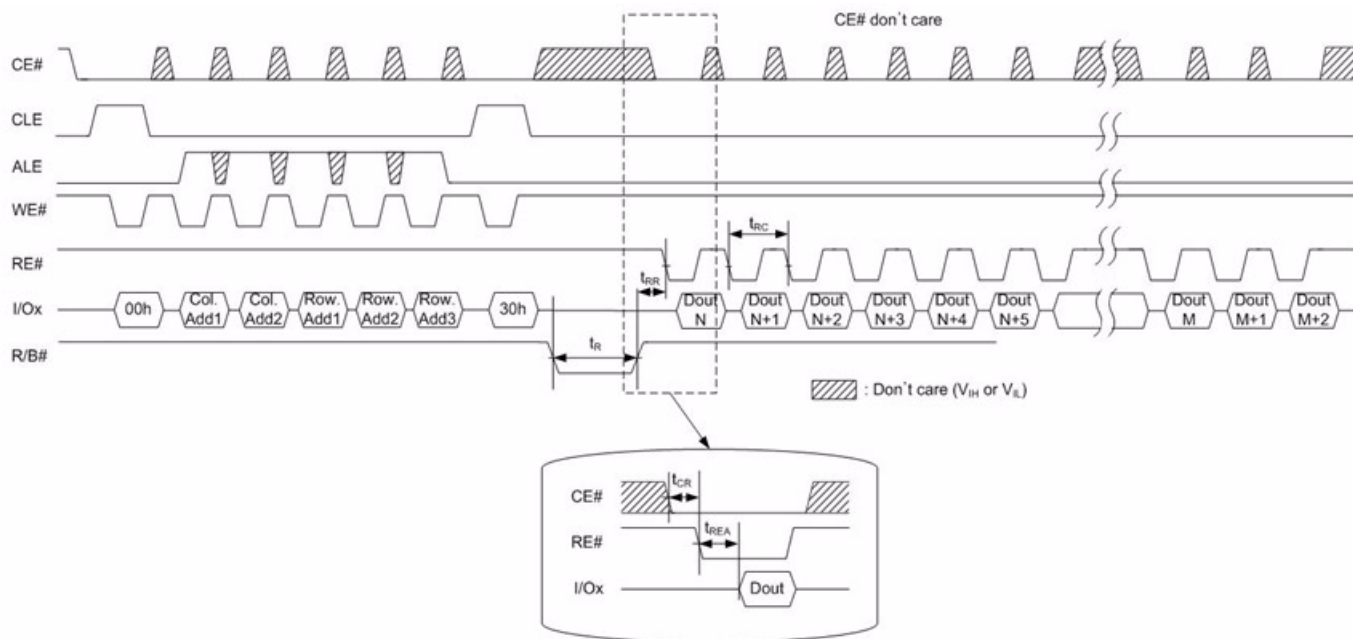 CE# don`t care
CE#
CLE
ALE
WE#
tRC
RE#
tRR
I/Ox 00h Col. Add1 Col. Add2 Row. Add1 Row. Add2 Row. Add3 30h Dout N Dout N+1 Dout N+2 Dout N+3 Dout N+4 Dout N+5 Dout M Dout M+1 Dout M+2
R/B# tR
: Don`t care (VIH or VIL)
CE# tCR
tREA
RE#
I/Ox Dout